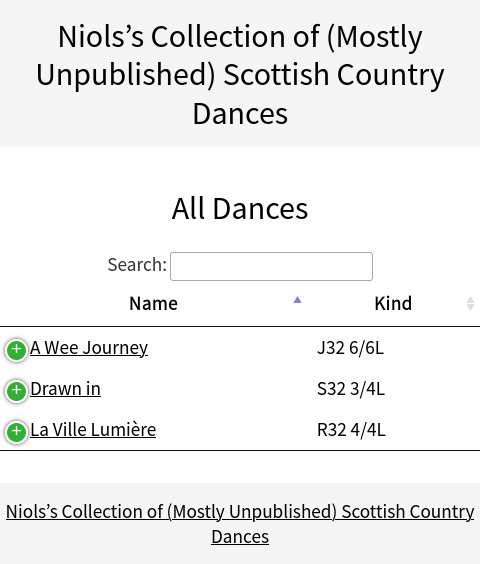 Niols’s Collection of (Mostly
Unpublished) Scottish Country
Dances
All Dances
Search:
Name Kind
A Wee Journey J32 6/6L
Drawn in S32 3/4L
La Ville Lumière R32 4/4L
Niols’s Collection of (Mostly Unpublished) Scottish Country
Dances